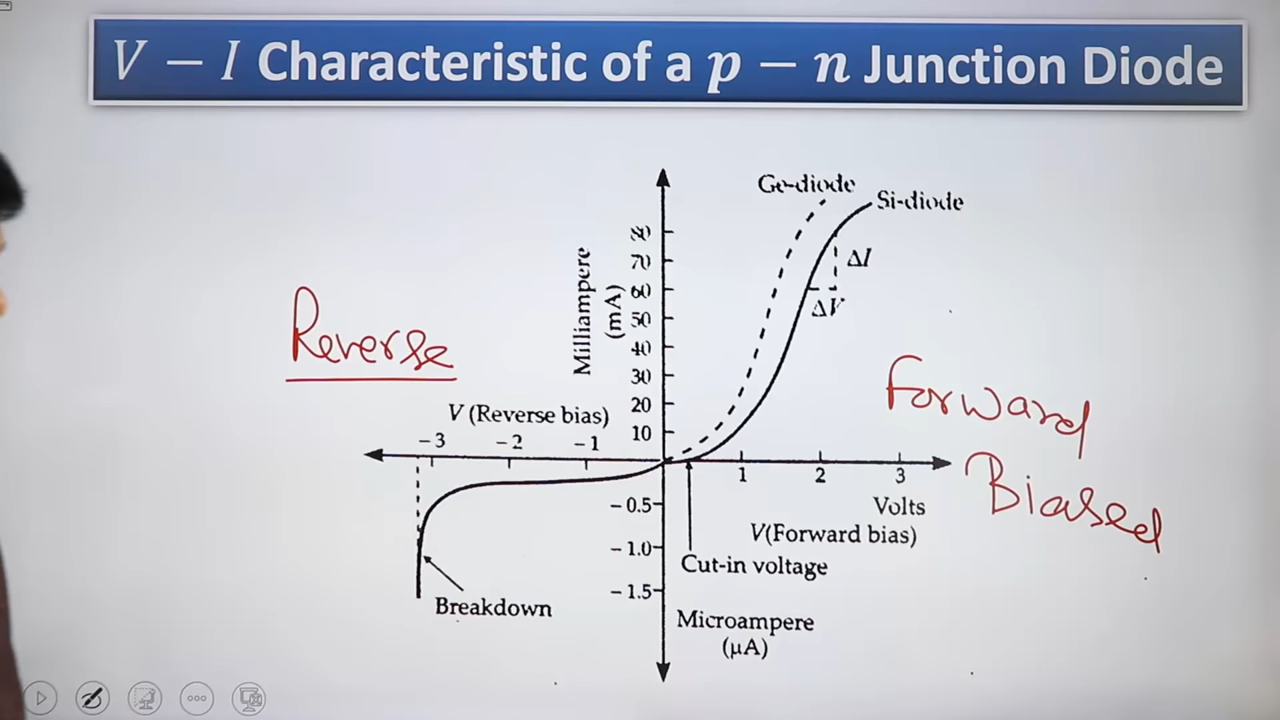 V – I Characteristic of a p – n Junction Diode
Ge-diode
Si-diode
80
70
60
50
40
30
20
10
Milliampere
(mA)
ΔI
ΔV
Reverse
Forward
Biased
V (Reverse bias)
–3 –2 –1
1 2 3
Volts
V(Forward bias)
Cut-in voltage
–0.5
–1.0
–1.5
Breakdown
Microampere
(μA)